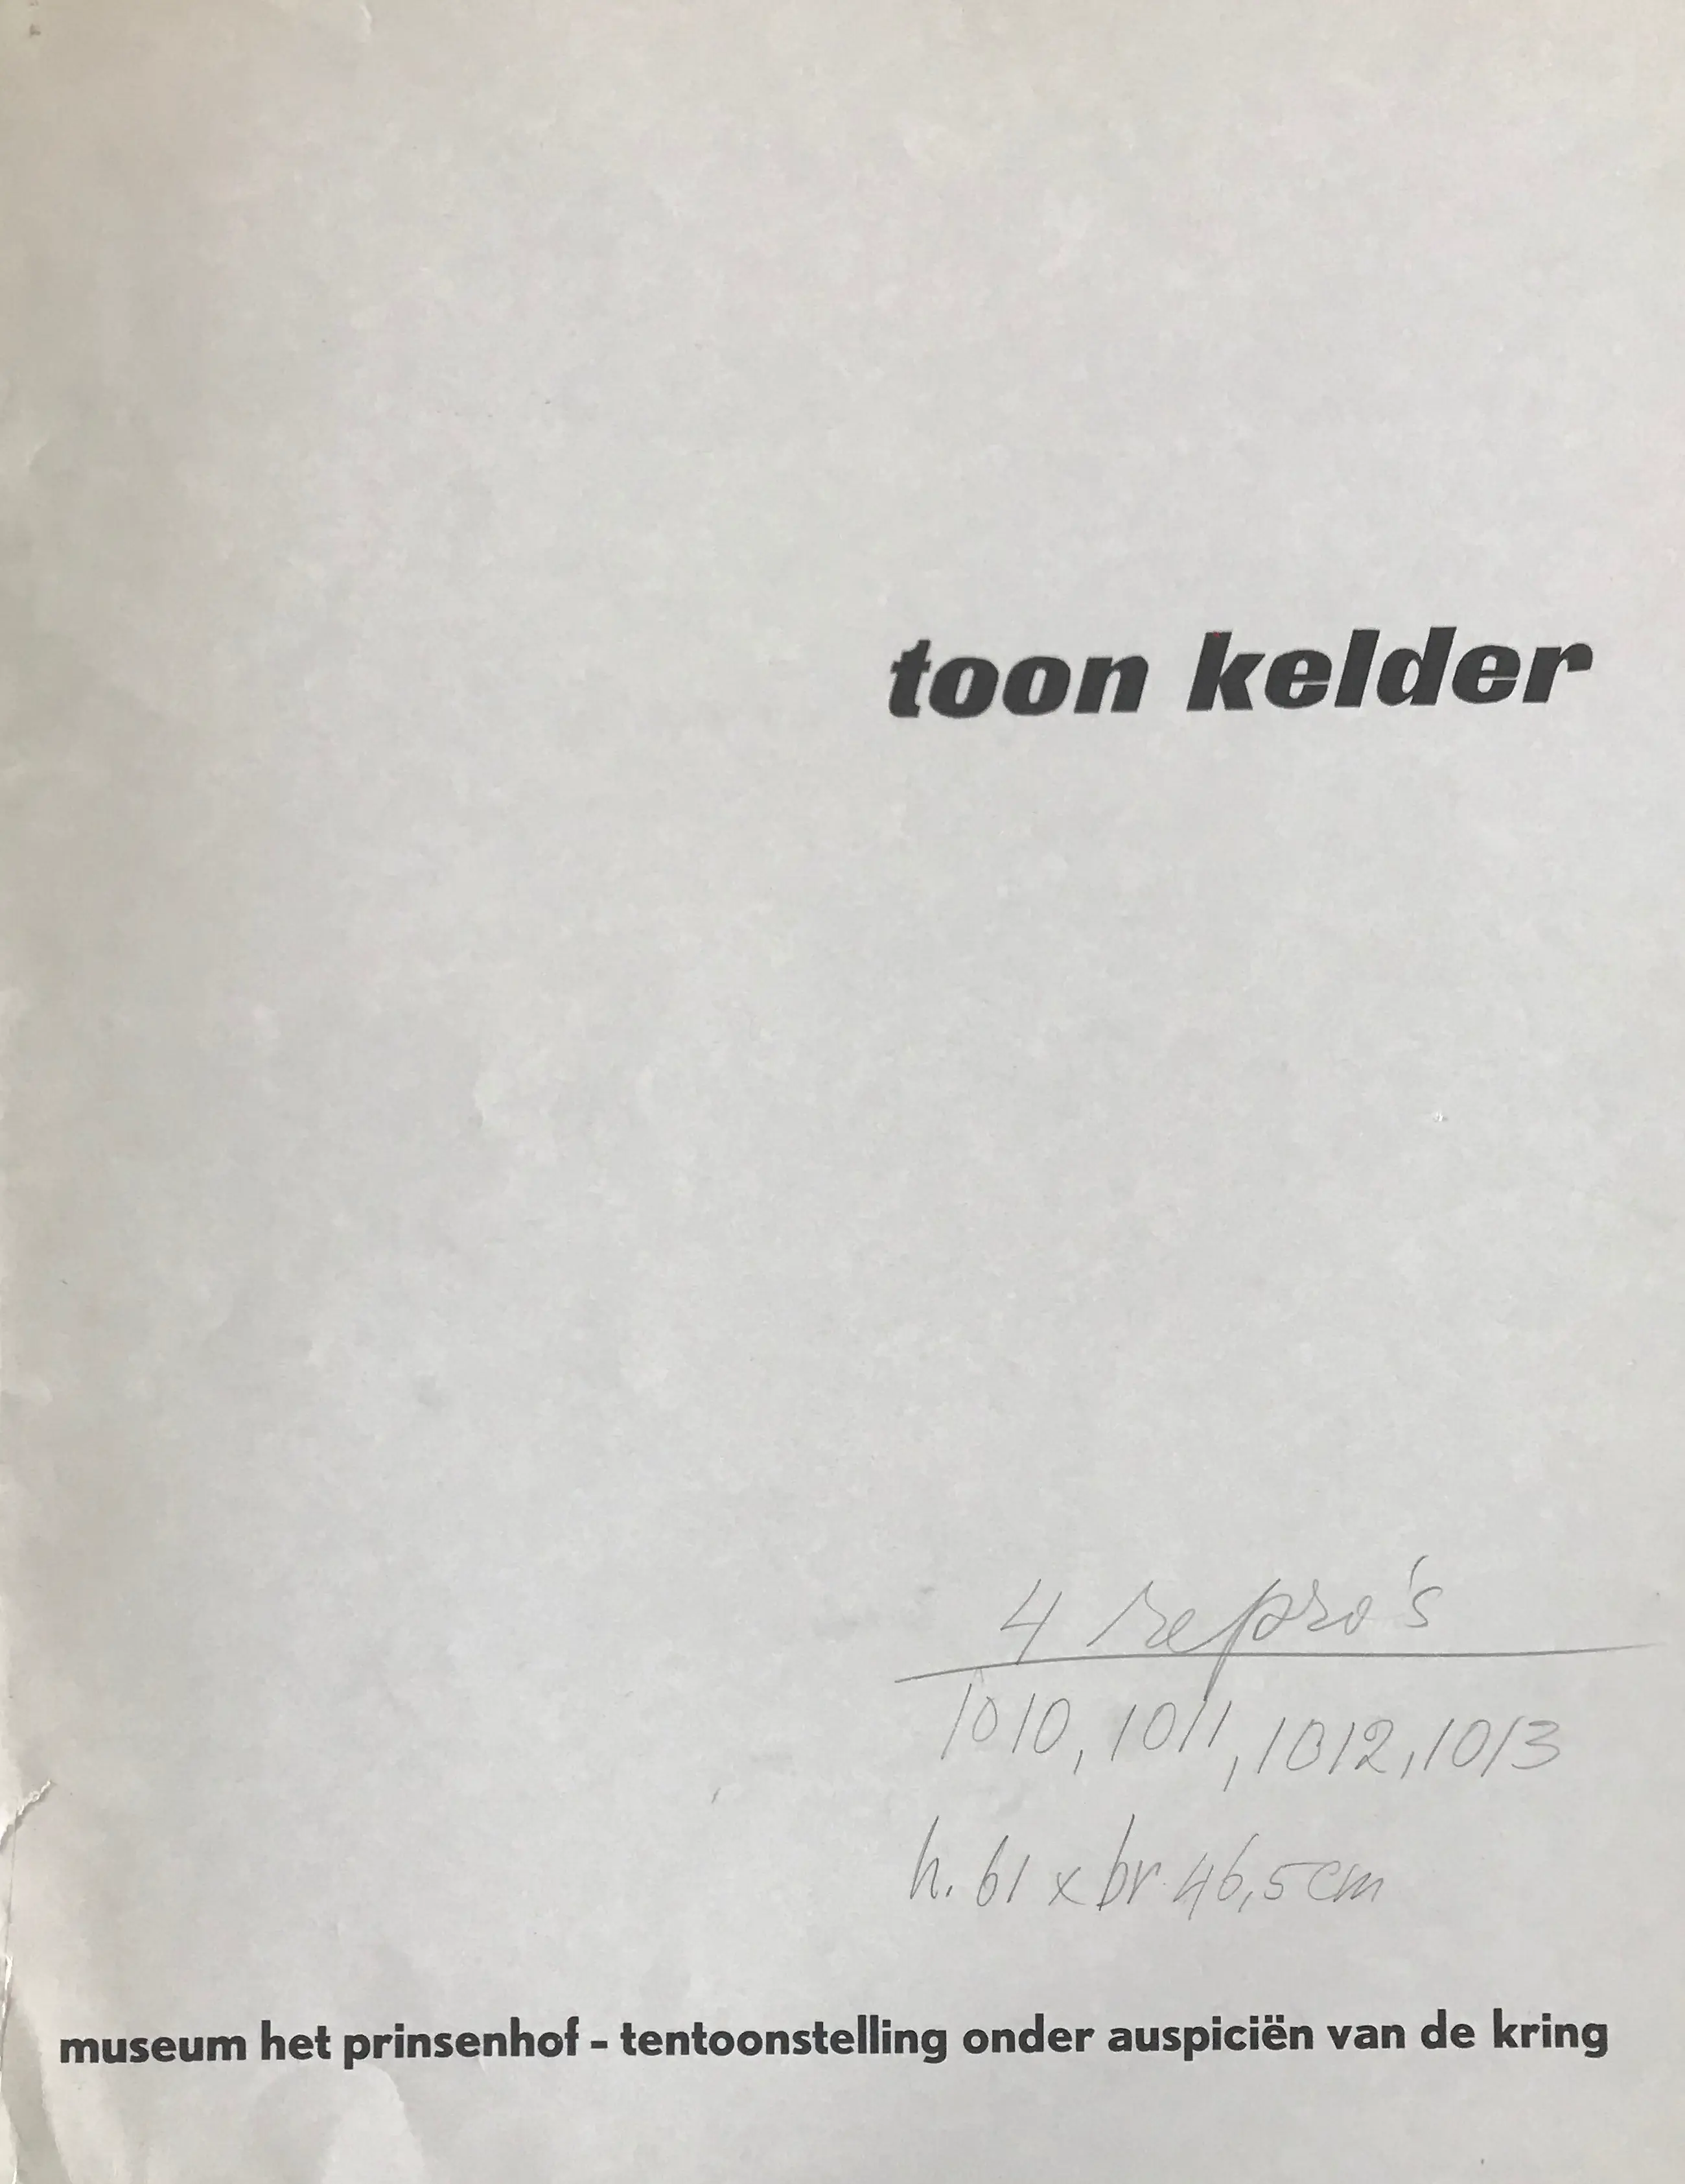 toon kelder
4 repro's
1010, 1011, 1012, 1013
h. 61 x br. 46,5 cm
museum het prinsenhof - tentoonstelling onder auspiciën van de kring